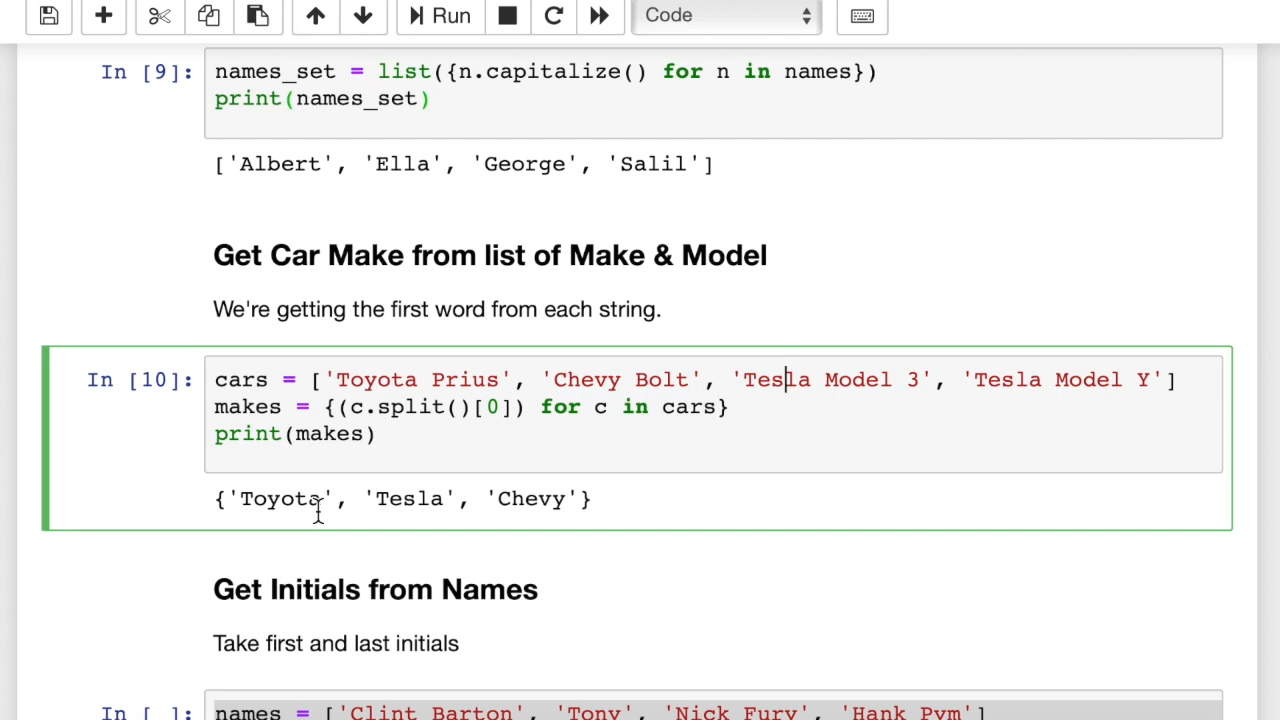 Run Code
In [9]: names_set = list({n.capitalize() for n in names})
print(names_set)
['Albert', 'Ella', 'George', 'Salil']
Get Car Make from list of Make & Model
We're getting the first word from each string.
In [10]: cars = ['Toyota Prius', 'Chevy Bolt', 'Tesla Model 3', 'Tesla Model Y']
makes = {(c.split()[0]) for c in cars}
print(makes)
{'Toyota', 'Tesla', 'Chevy'}
Get Initials from Names
Take first and last initials
In [ ]: names = ['Clint Barton', 'Tony', 'Nick Fury', 'Hank Pym']